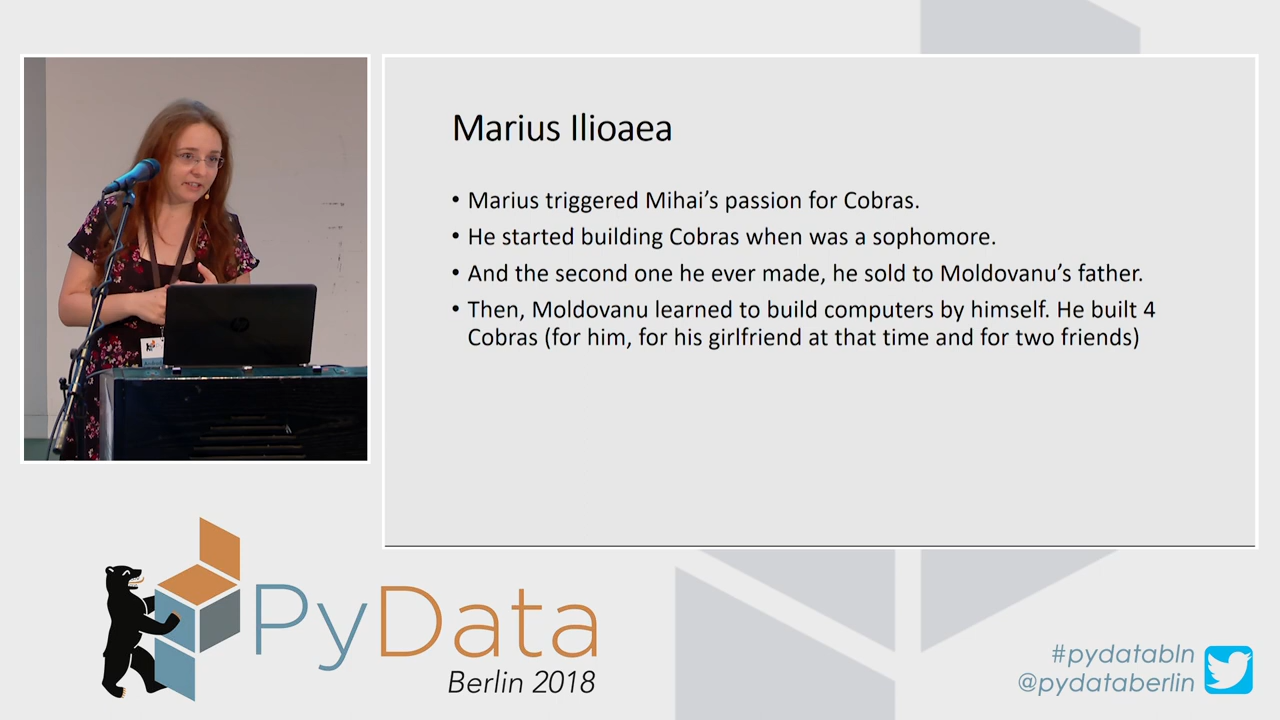 Marius Ilioaea
• Marius triggered Mihai's passion for Cobras.
• He started building Cobras when was a sophomore.
• And the second one he ever made, he sold to Moldovanu's father.
• Then, Moldovanu learned to build computers by himself. He built 4
Cobras (for him, for his girlfriend at that time and for two friends)
PyData
Berlin 2018
#pydatabln
@pydataberlin